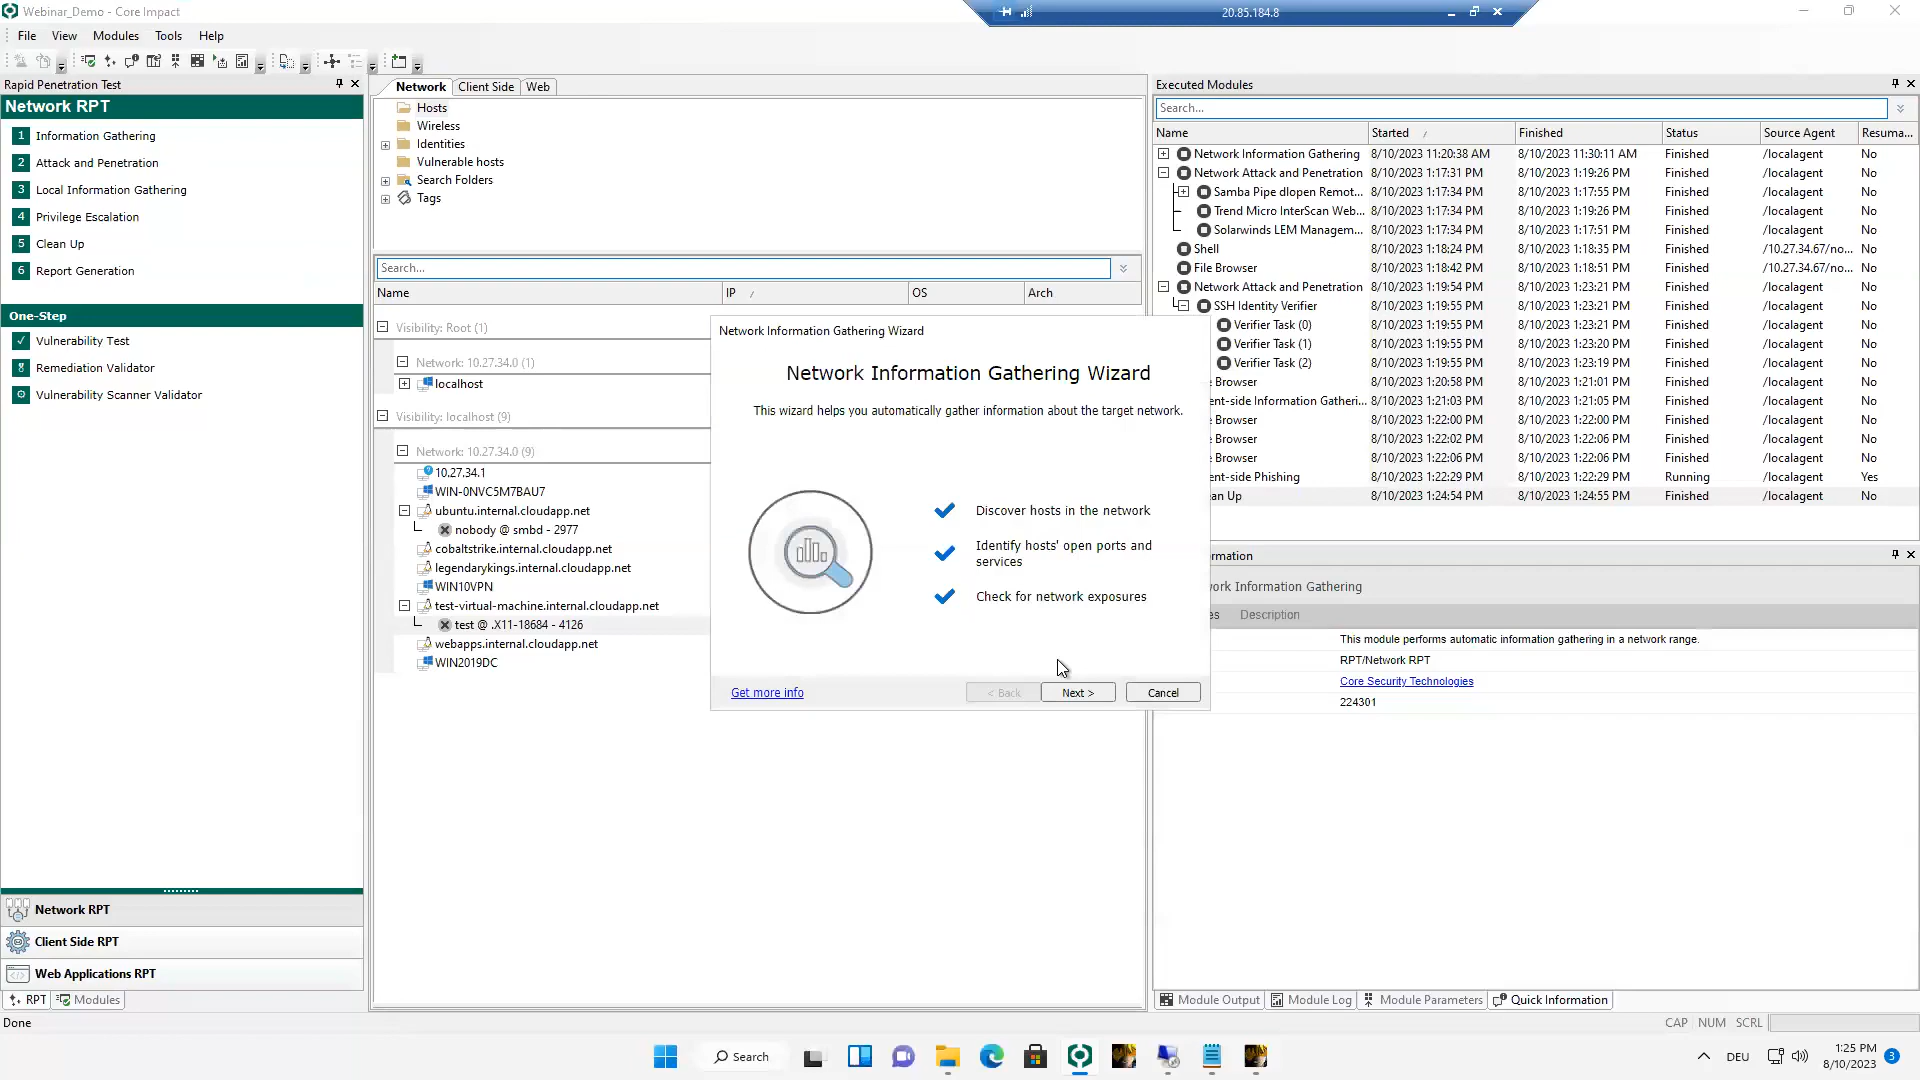 Webinar_Demo - Core Impact
20.85.184.8
File View Modules Tools Help
Rapid Penetration Test
Network RPT
1 Information Gathering
2 Attack and Penetration
3 Local Information Gathering
4 Privilege Escalation
5 Clean Up
6 Report Generation
One-Step
Vulnerability Test
Remediation Validator
Vulnerability Scanner Validator
Network RPT
Client Side RPT
Web Applications RPT
RPT Modules
Done
Network Client Side Web
Hosts
Wireless
Identities
Vulnerable hosts
Search Folders
Tags
Search...
Name IP OS Arch
Visibility: Root (1)
Network: 10.27.34.0 (1)
localhost
Visibility: localhost (9)
Network: 10.27.34.0 (9)
10.27.34.1
WIN-0NVC5M7BAU7
ubuntu.internal.cloudapp.net
nobody @ smbd - 2977
cobaltstrike.internal.cloudapp.net
legendarykings.internal.cloudapp.net
WIN10VPN
test-virtual-machine.internal.cloudapp.net
test @ .X11-18684 - 4126
webapps.internal.cloudapp.net
WIN2019DC
Network Information Gathering Wizard
Network Information Gathering Wizard
This wizard helps you automatically gather information about the target network.
Discover hosts in the network
Identify hosts' open ports and
services
Check for network exposures
Get more info
< Back Next > Cancel
Executed Modules
Search...
Name Started Finished Status Source Agent Resuma...
Network Information Gathering 8/10/2023 11:20:38 AM 8/10/2023 11:30:11 AM Finished /localagent No
Network Attack and Penetration 8/10/2023 1:17:31 PM 8/10/2023 1:19:26 PM Finished /localagent No
Samba Pipe dlopen Remot... 8/10/2023 1:17:34 PM 8/10/2023 1:17:55 PM Finished /localagent No
Trend Micro InterScan Web... 8/10/2023 1:17:34 PM 8/10/2023 1:19:26 PM Finished /localagent No
Solarwinds LEM Managem... 8/10/2023 1:17:34 PM 8/10/2023 1:17:51 PM Finished /localagent No
Shell 8/10/2023 1:18:24 PM 8/10/2023 1:18:35 PM Finished /10.27.34.67/no... No
File Browser 8/10/2023 1:18:42 PM 8/10/2023 1:18:51 PM Finished /10.27.34.67/no... No
Network Attack and Penetration 8/10/2023 1:19:54 PM 8/10/2023 1:23:21 PM Finished /localagent No
SSH Identity Verifier 8/10/2023 1:19:55 PM 8/10/2023 1:23:21 PM Finished /localagent No
Verifier Task (0) 8/10/2023 1:19:55 PM 8/10/2023 1:23:21 PM Finished /localagent No
Verifier Task (1) 8/10/2023 1:19:55 PM 8/10/2023 1:23:20 PM Finished /localagent No
Verifier Task (2) 8/10/2023 1:19:55 PM 8/10/2023 1:23:19 PM Finished /localagent No
e Browser 8/10/2023 1:20:58 PM 8/10/2023 1:21:01 PM Finished /localagent No
ent-side Information Gatheri... 8/10/2023 1:21:03 PM 8/10/2023 1:21:05 PM Finished /localagent No
e Browser 8/10/2023 1:22:00 PM 8/10/2023 1:22:00 PM Finished /localagent No
e Browser 8/10/2023 1:22:02 PM 8/10/2023 1:22:06 PM Finished /localagent No
e Browser 8/10/2023 1:22:06 PM 8/10/2023 1:22:06 PM Finished /localagent No
ent-side Phishing 8/10/2023 1:22:29 PM 8/10/2023 1:22:29 PM Running /localagent Yes
an Up 8/10/2023 1:24:54 PM 8/10/2023 1:24:55 PM Finished /localagent No
rmation
ork Information Gathering
es Description
This module performs automatic information gathering in a network range.
RPT/Network RPT
Core Security Technologies
224301
Module Output Module Log Module Parameters Quick Information
CAP NUM SCRL
Search
DEU
1:25 PM
8/10/2023
3